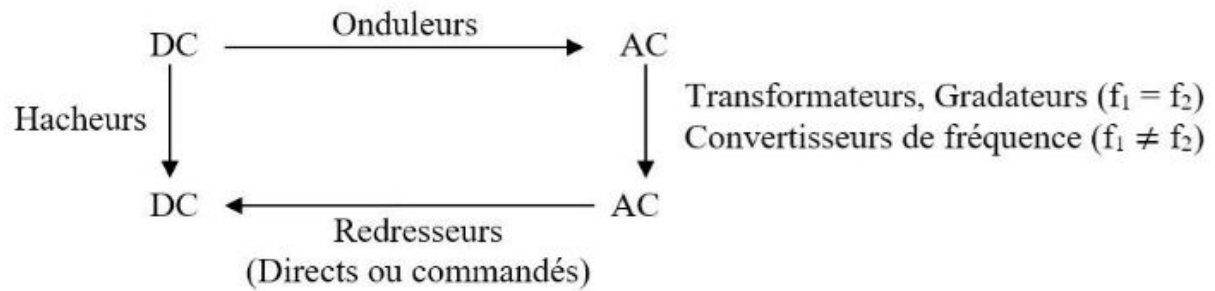 Onduleurs
DC
AC
Hacheurs
Transformateurs, Gradateurs (f₁ = f₂)
Convertisseurs de fréquence (f₁ ≠ f₂)
DC
AC
Redresseurs
(Directs ou commandés)